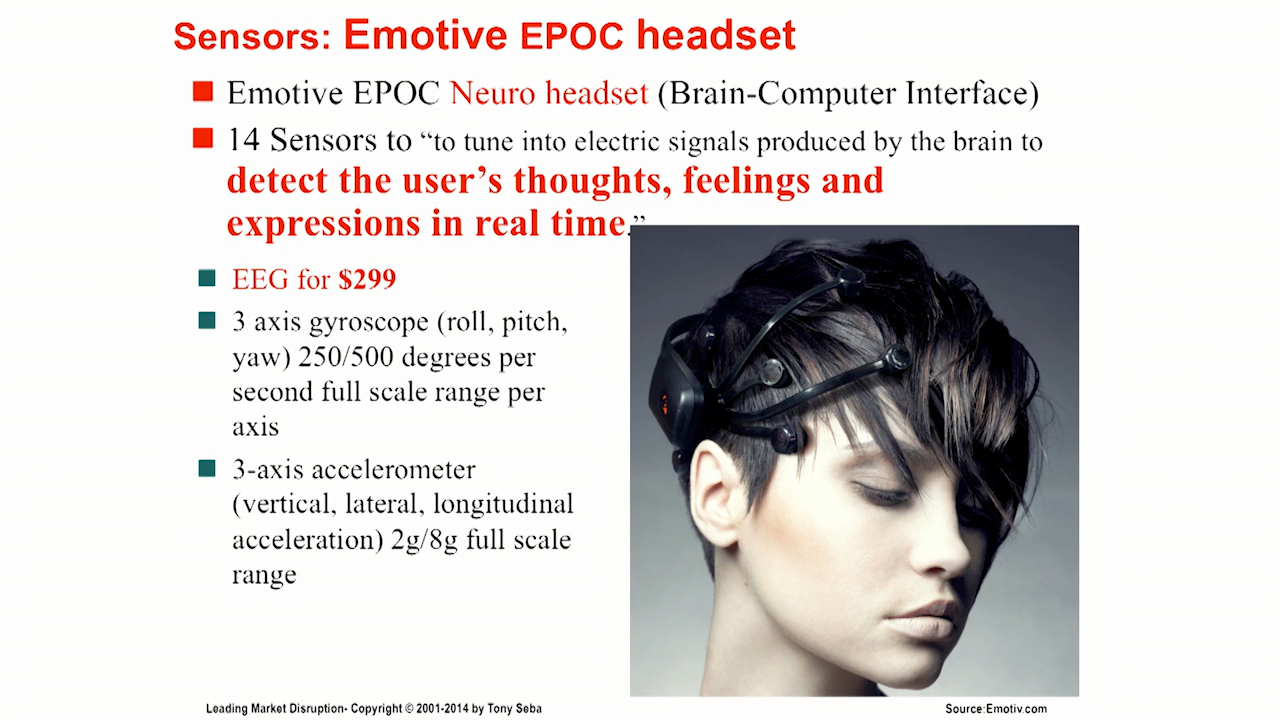 Sensors: Emotive EPOC headset
Emotive EPOC Neuro headset (Brain-Computer Interface)
14 Sensors to “to tune into electric signals produced by the brain to
detect the user’s thoughts, feelings and
expressions in real time.”
EEG for $299
3 axis gyroscope (roll, pitch,
yaw) 250/500 degrees per
second full scale range per
axis
3-axis accelerometer
(vertical, lateral, longitudinal
acceleration) 2g/8g full scale
range
Leading Market Disruption- Copyright © 2001-2014 by Tony Seba
Source:Emotiv.com